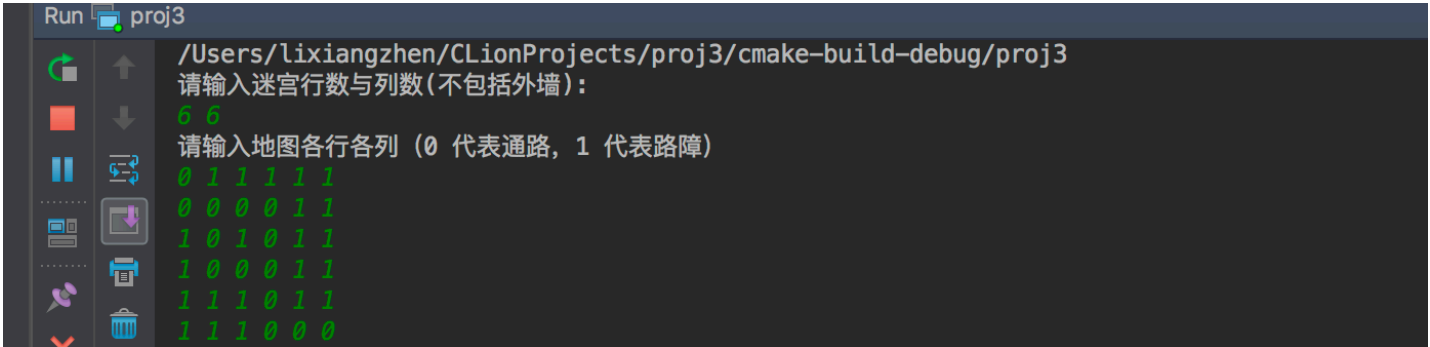 Run proj3
/Users/lixiangzhen/CLionProjects/proj3/cmake-build-debug/proj3
请输入迷宫行数与列数(不包括外墙):
6 6
请输入地图各行各列（0 代表通路，1 代表路障）
0 1 1 1 1 1
0 0 0 0 1 1
1 0 1 0 1 1
1 0 0 0 1 1
1 1 1 0 1 1
1 1 1 0 0 0